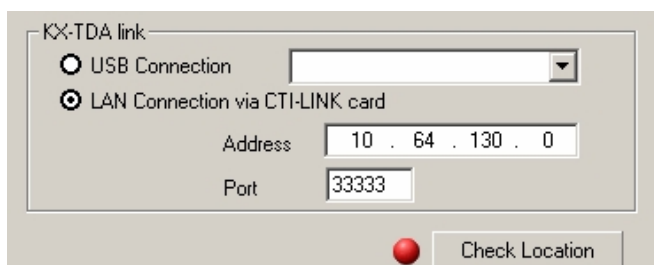 KX-TDA link
USB Connection
LAN Connection via CTI-LINK card
Address 10 . 64 . 130 . 0
Port 33333
Check Location